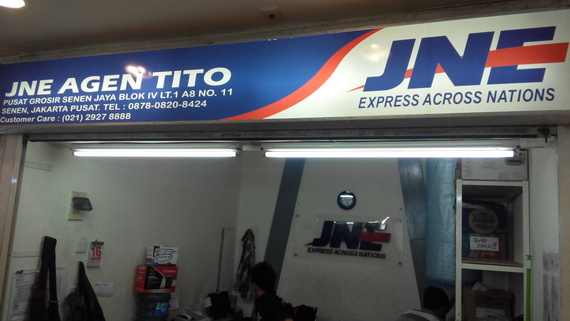 JNE AGEN TITO
PUSAT GROSIR SENEN JAYA BLOK IV LT.1 A8 NO. 11
SENEN, JAKARTA PUSAT. TEL : 0878-0820-8424
Customer Care : (021) 2927 8888
JNE
EXPRESS ACROSS NATIONS
JNE
EXPRESS ACROSS NATIONS
16